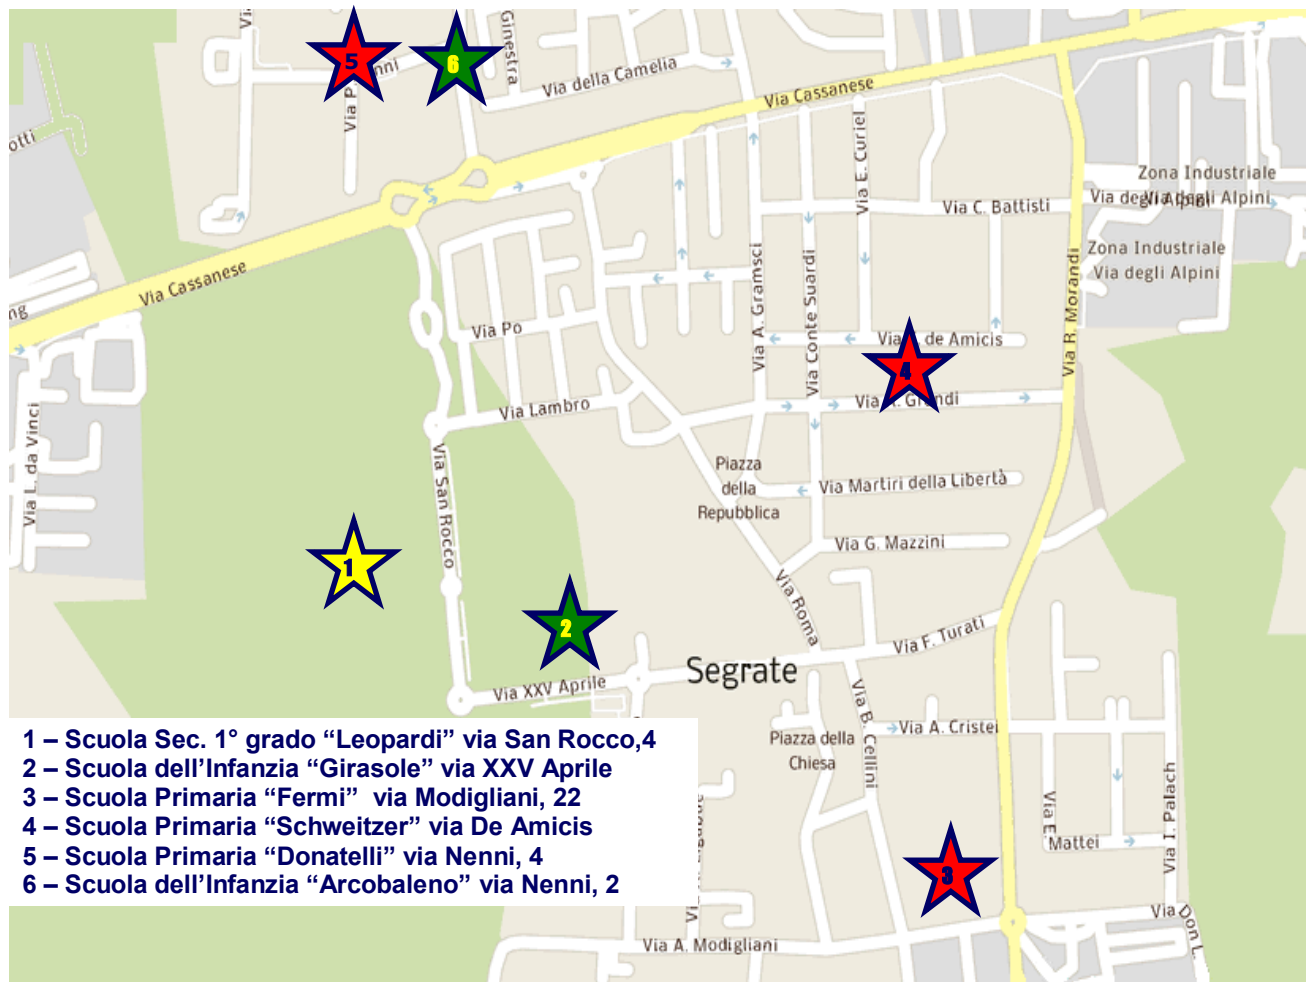 Ginestra
5
6
Via della Camelia
Via Cassanese
Via E. Curiel
Zona Industriale
Via degli Alpini
Via degli Alpini
Via C. Battisti
Zona Industriale
Via degli Alpini
Via Cassanese
Via A. Gramsci
Via Conte Suardi
Via R. Morandi
Via Po
de Amicis
4
Via Lambro
Via L. da Vinci
Via San Rocco
Piazza
della
Repubblica
Via Martiri della Libertà
Via G. Mazzini
1
2
Via Roma
Via F. Turati
Segrate
Via XXV Aprile
Via B. Cellini
Via A. Cristei
Piazza della
Chiesa
1 – Scuola Sec. 1° grado “Leopardi” via San Rocco,4
2 – Scuola dell’Infanzia “Girasole” via XXV Aprile
3 – Scuola Primaria “Fermi”  via Modigliani, 22
4 – Scuola Primaria “Schweitzer” via De Amicis
5 – Scuola Primaria “Donatelli” via Nenni, 4
6 – Scuola dell’Infanzia “Arcobaleno” via Nenni, 2
Via E.
Mattei
Via I. Palach
3
Via Don L.
Via A. Modigliani